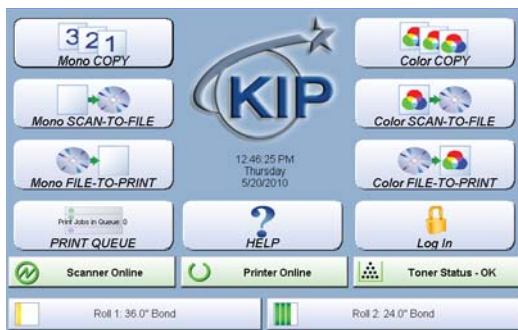 3 2 1
Mono COPY
Color COPY
KIP
Mono SCAN-TO-FILE
Color SCAN-TO-FILE
12:46:25 PM
Thursday
5/20/2010
Mono FILE-TO-PRINT
Color FILE-TO-PRINT
Print Jobs in Queue: 0
PRINT QUEUE
?
HELP
Log In
Scanner Online
Printer Online
Toner Status - OK
Roll 1: 36.0" Bond
Roll 2: 24.0" Bond